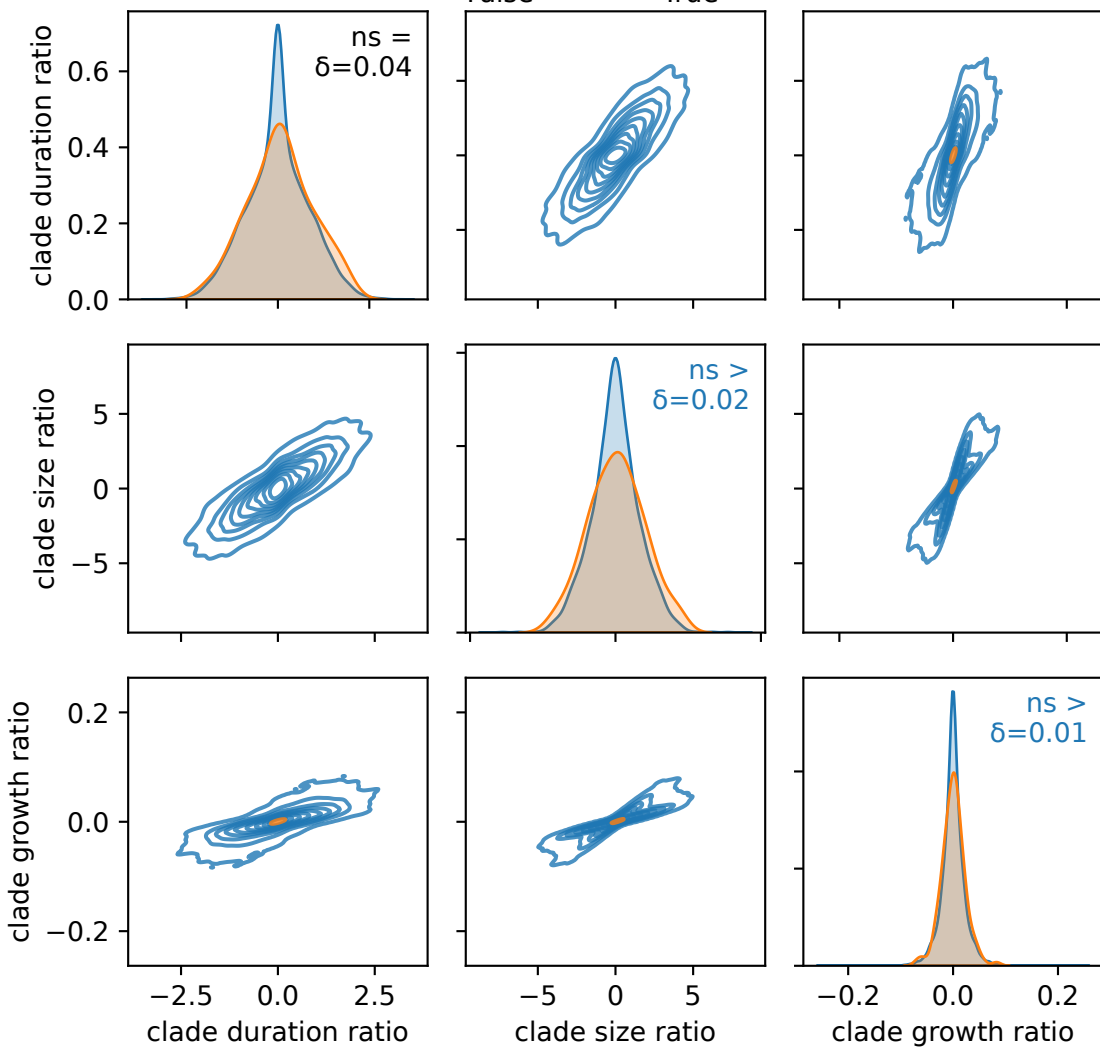 clade duration ratio
0.6
0.4
0.2
0.0
ns =
δ=0.04
clade size ratio
5
0
−5
ns >
δ=0.02
clade growth ratio
0.2
0.0
−0.2
ns >
δ=0.01
−2.5 0.0 2.5
−5 0 5
−0.2 0.0 0.2
clade duration ratio
clade size ratio
clade growth ratio